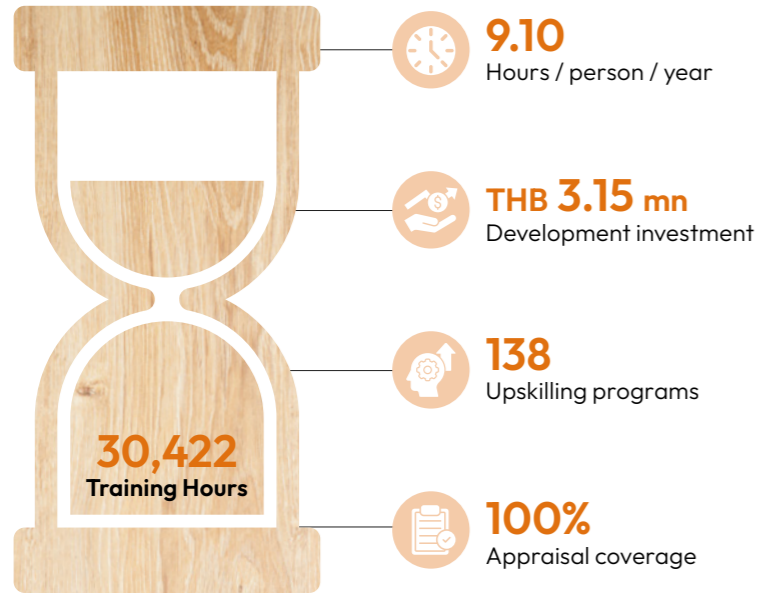 9.10
Hours / person / year
THB 3.15 mn
Development investment
138
Upskilling programs
30,422
Training Hours
100%
Appraisal coverage